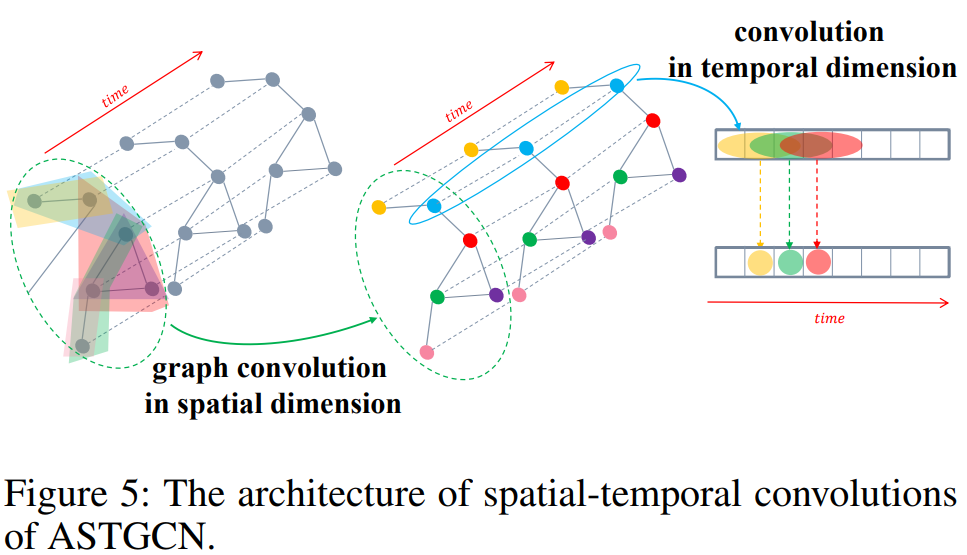 convolution
in temporal dimension
time
time
time
graph convolution
in spatial dimension
Figure 5: The architecture of spatial-temporal convolutions
of ASTGCN.